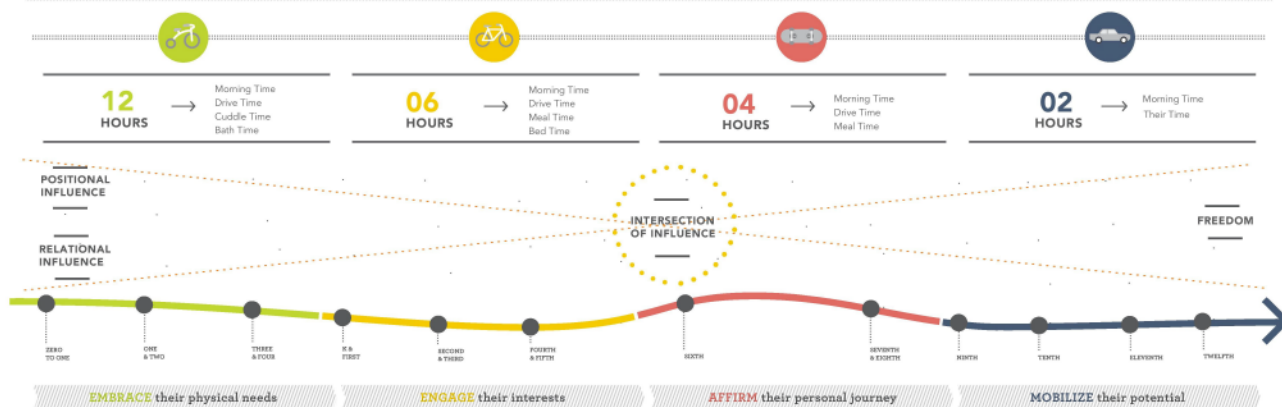 12
HOURS
Morning Time
Drive Time
Cuddle Time
Bath Time
06
HOURS
Morning Time
Drive Time
Meal Time
Bed Time
04
HOURS
Morning Time
Drive Time
Meal Time
02
HOURS
Morning Time
Their Time
POSITIONAL
INFLUENCE
RELATIONAL
INFLUENCE
INTERSECTION
OF INFLUENCE
FREEDOM
ZERO
TO ONE
ONE
& TWO
THREE
& FOUR
K &
FIRST
SECOND
& THIRD
FOURTH
& FIFTH
SIXTH
SEVENTH
& EIGHTH
NINTH
TENTH
ELEVENTH
TWELFTH
EMBRACE their physical needs
ENGAGE their interests
AFFIRM their personal journey
MOBILIZE their potential